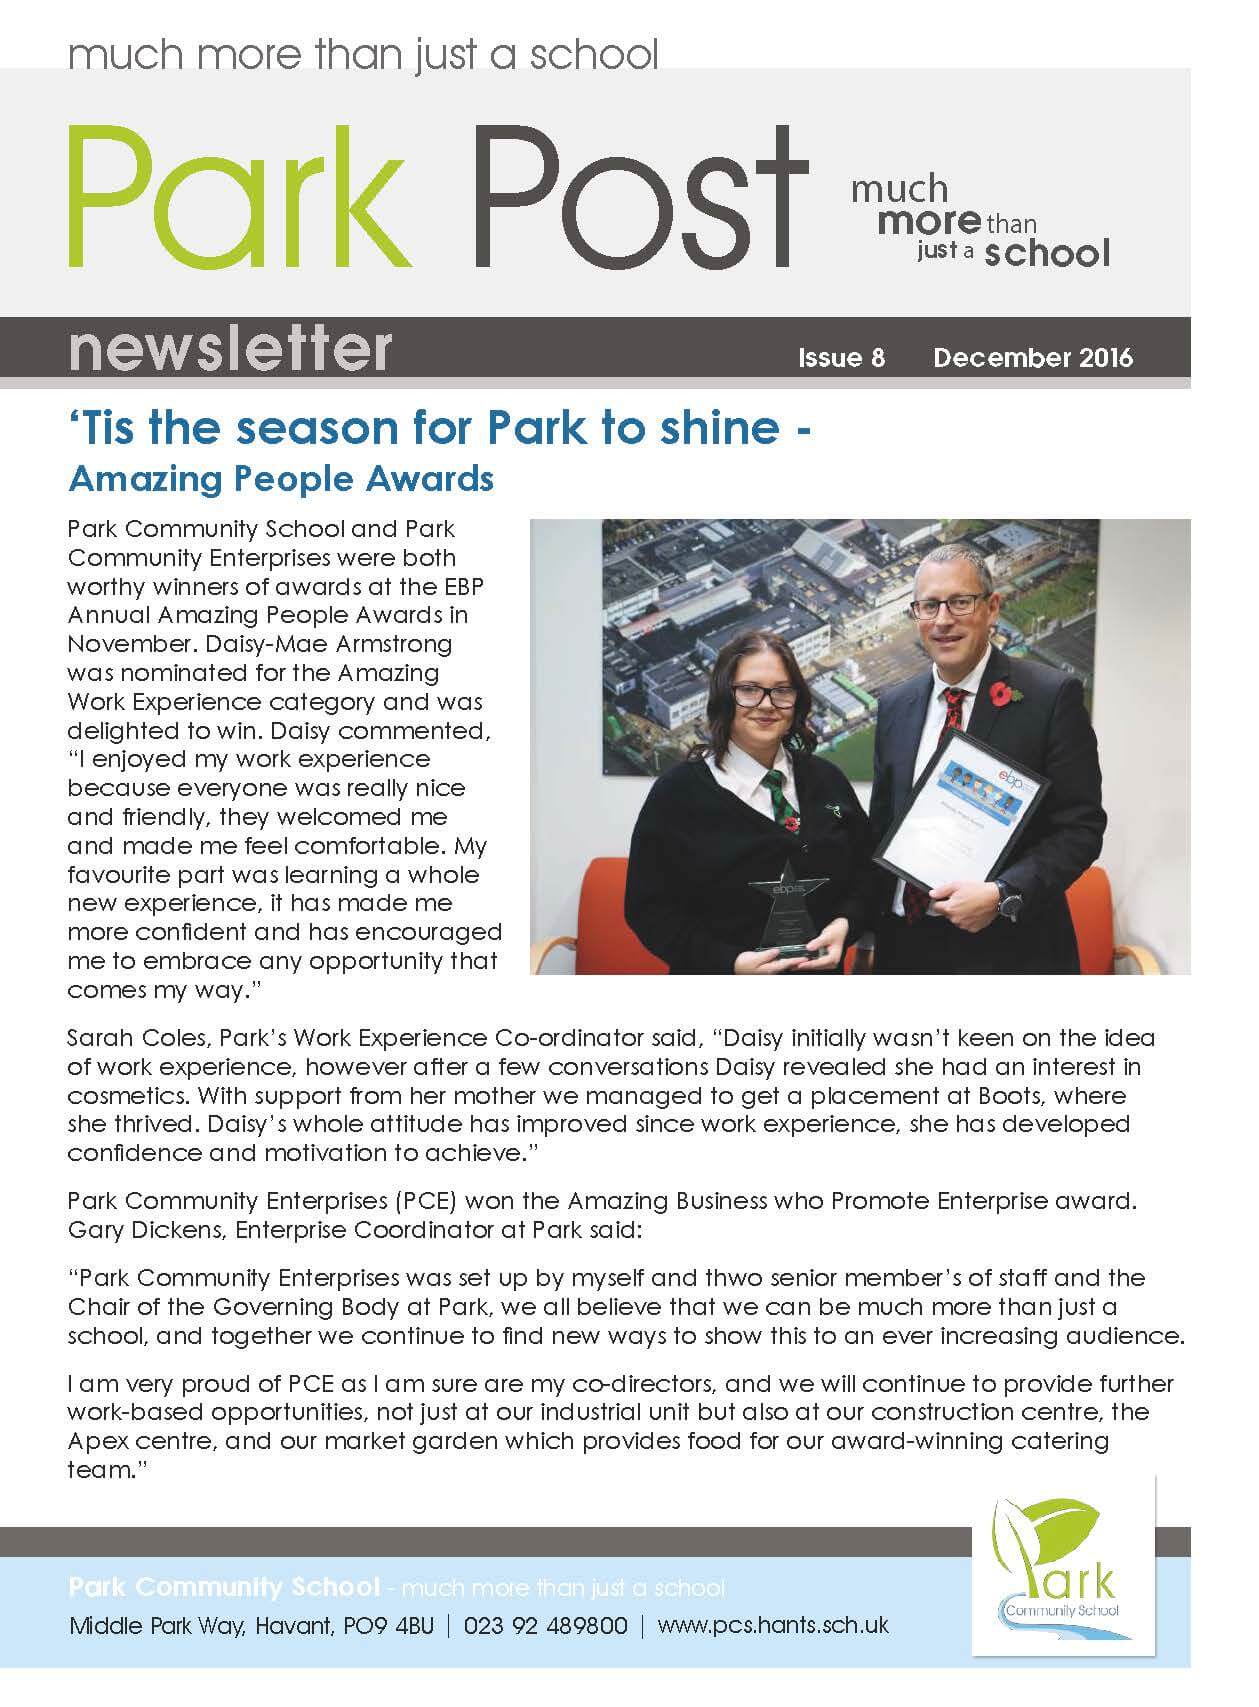 much more than just a school
Park Post
much
more than
just a school
newsletter
Issue 8 December 2016
‘Tis the season for Park to shine -
Amazing People Awards
Park Community School and Park
Community Enterprises were both
worthy winners of awards at the EBP
Annual Amazing People Awards in
November. Daisy-Mae Armstrong
was nominated for the Amazing
Work Experience category and was
delighted to win. Daisy commented,
“I enjoyed my work experience
because everyone was really nice
and friendly, they welcomed me
and made me feel comfortable. My
favourite part was learning a whole
new experience, it has made me
more confident and has encouraged
me to embrace any opportunity that
comes my way.”
ebp
ebp
Sarah Coles, Park’s Work Experience Co-ordinator said, “Daisy initially wasn’t keen on the idea
of work experience, however after a few conversations Daisy revealed she had an interest in
cosmetics. With support from her mother we managed to get a placement at Boots, where
she thrived. Daisy’s whole attitude has improved since work experience, she has developed
confidence and motivation to achieve.”
Park Community Enterprises (PCE) won the Amazing Business who Promote Enterprise award.
Gary Dickens, Enterprise Coordinator at Park said:
“Park Community Enterprises was set up by myself and thwo senior member’s of staff and the
Chair of the Governing Body at Park, we all believe that we can be much more than just a
school, and together we continue to find new ways to show this to an ever increasing audience.
I am very proud of PCE as I am sure are my co-directors, and we will continue to provide further
work-based opportunities, not just at our industrial unit but also at our construction centre, the
Apex centre, and our market garden which provides food for our award-winning catering
team.”
Park Community School - much more than just a school
Middle Park Way, Havant, PO9 4BU | 023 92 489800 | www.pcs.hants.sch.uk
Park
Community School